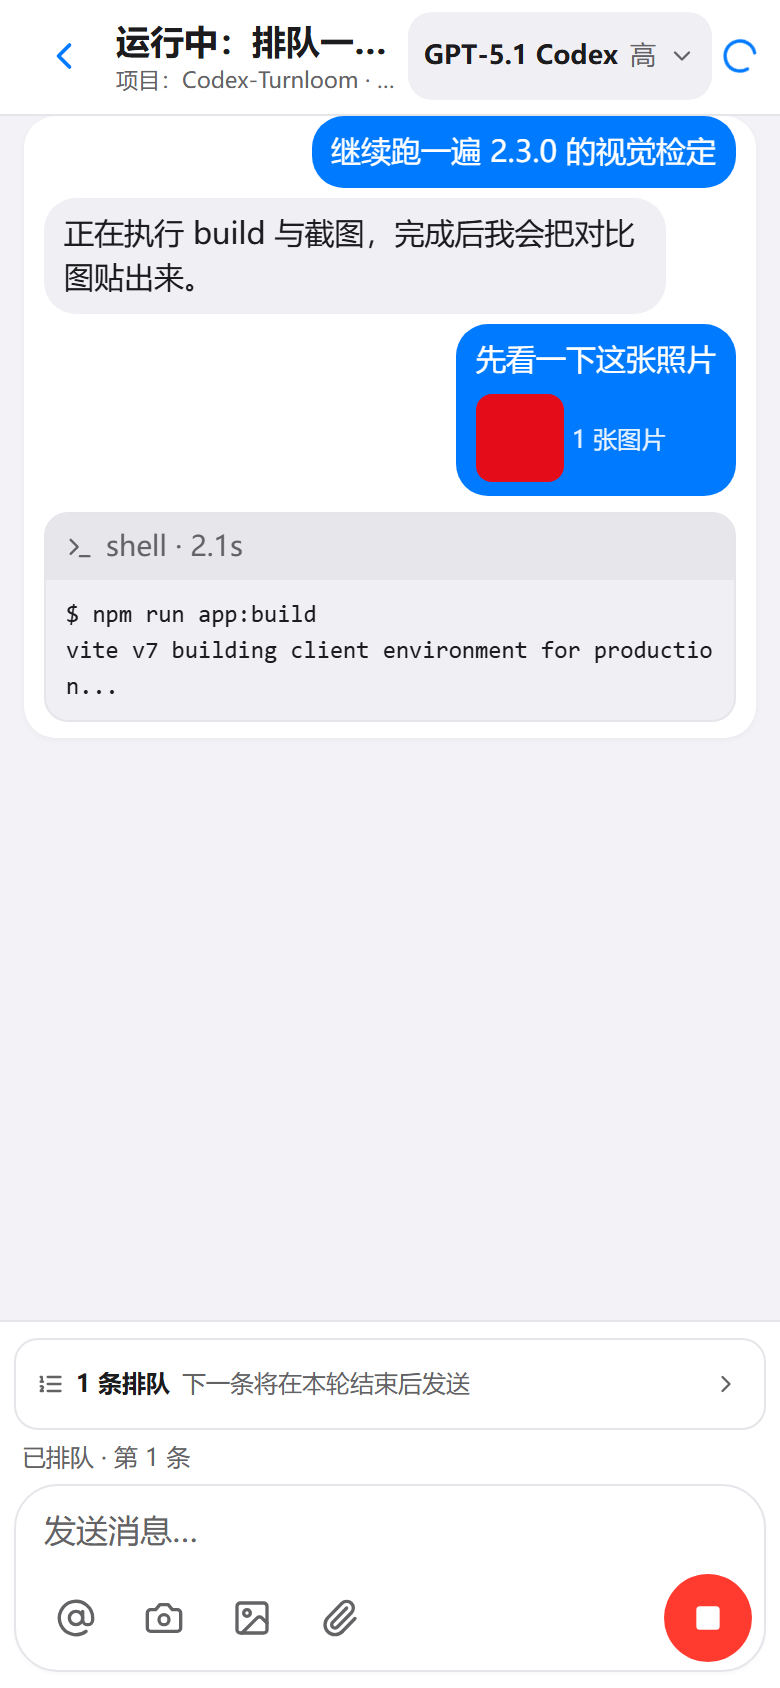 运行中：排队一...
项目：Codex-Turnloom · ...
GPT-5.1 Codex 高
继续跑一遍 2.3.0 的视觉检定
正在执行 build 与截图，完成后我会把对比
图贴出来。
先看一下这张照片
1 张图片
shell · 2.1s
$ npm run app:build
vite v7 building client environment for productio
n...
1 条排队 下一条将在本轮结束后发送
已排队 · 第 1 条
发送消息...